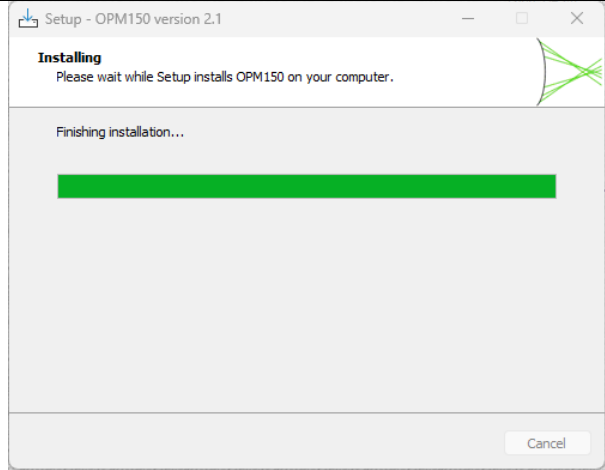 Setup - OPM150 version 2.1
Installing
Please wait while Setup installs OPM150 on your computer.
Finishing installation...
Cancel